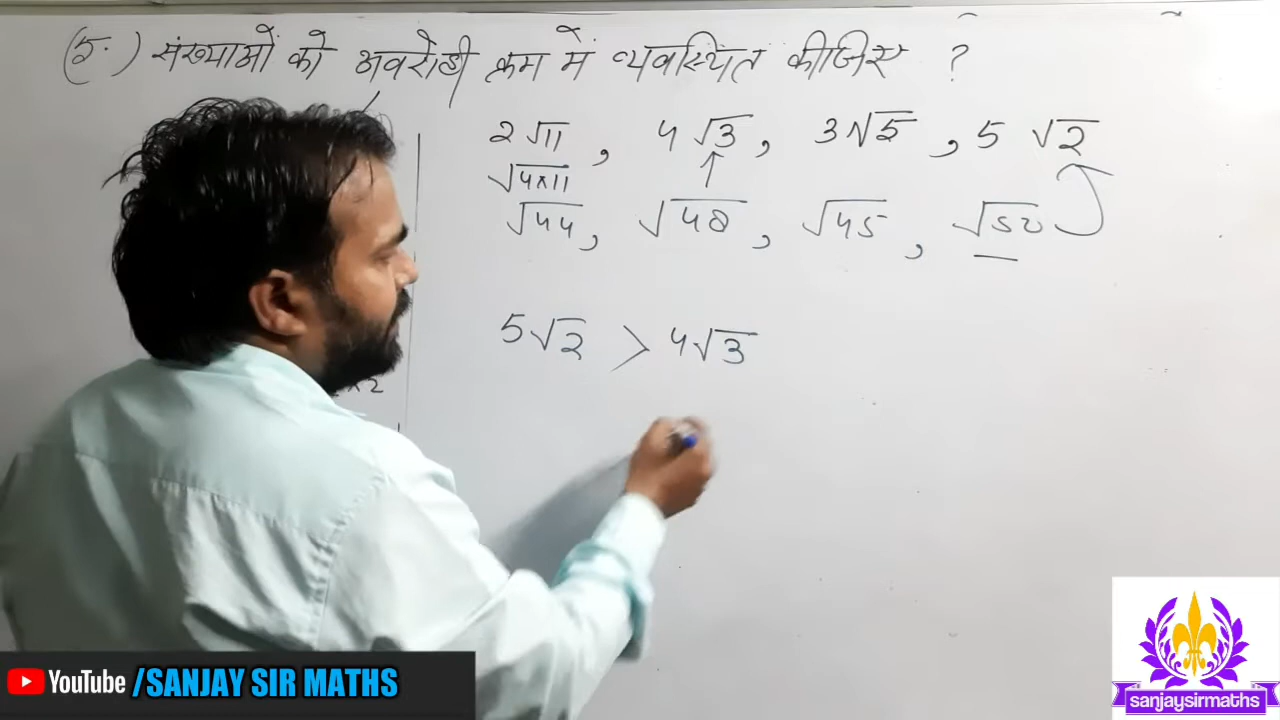 (5.) संख्याओं को अवरोही क्रम में व्यवस्थित कीजिए ?
2√11, 4√3, 3√5, 5√2
√4×11
√44, √48, √45, √50
5√2 > 4√3
×2
YouTube /SANJAY SIR MATHS
sanjaysirmaths